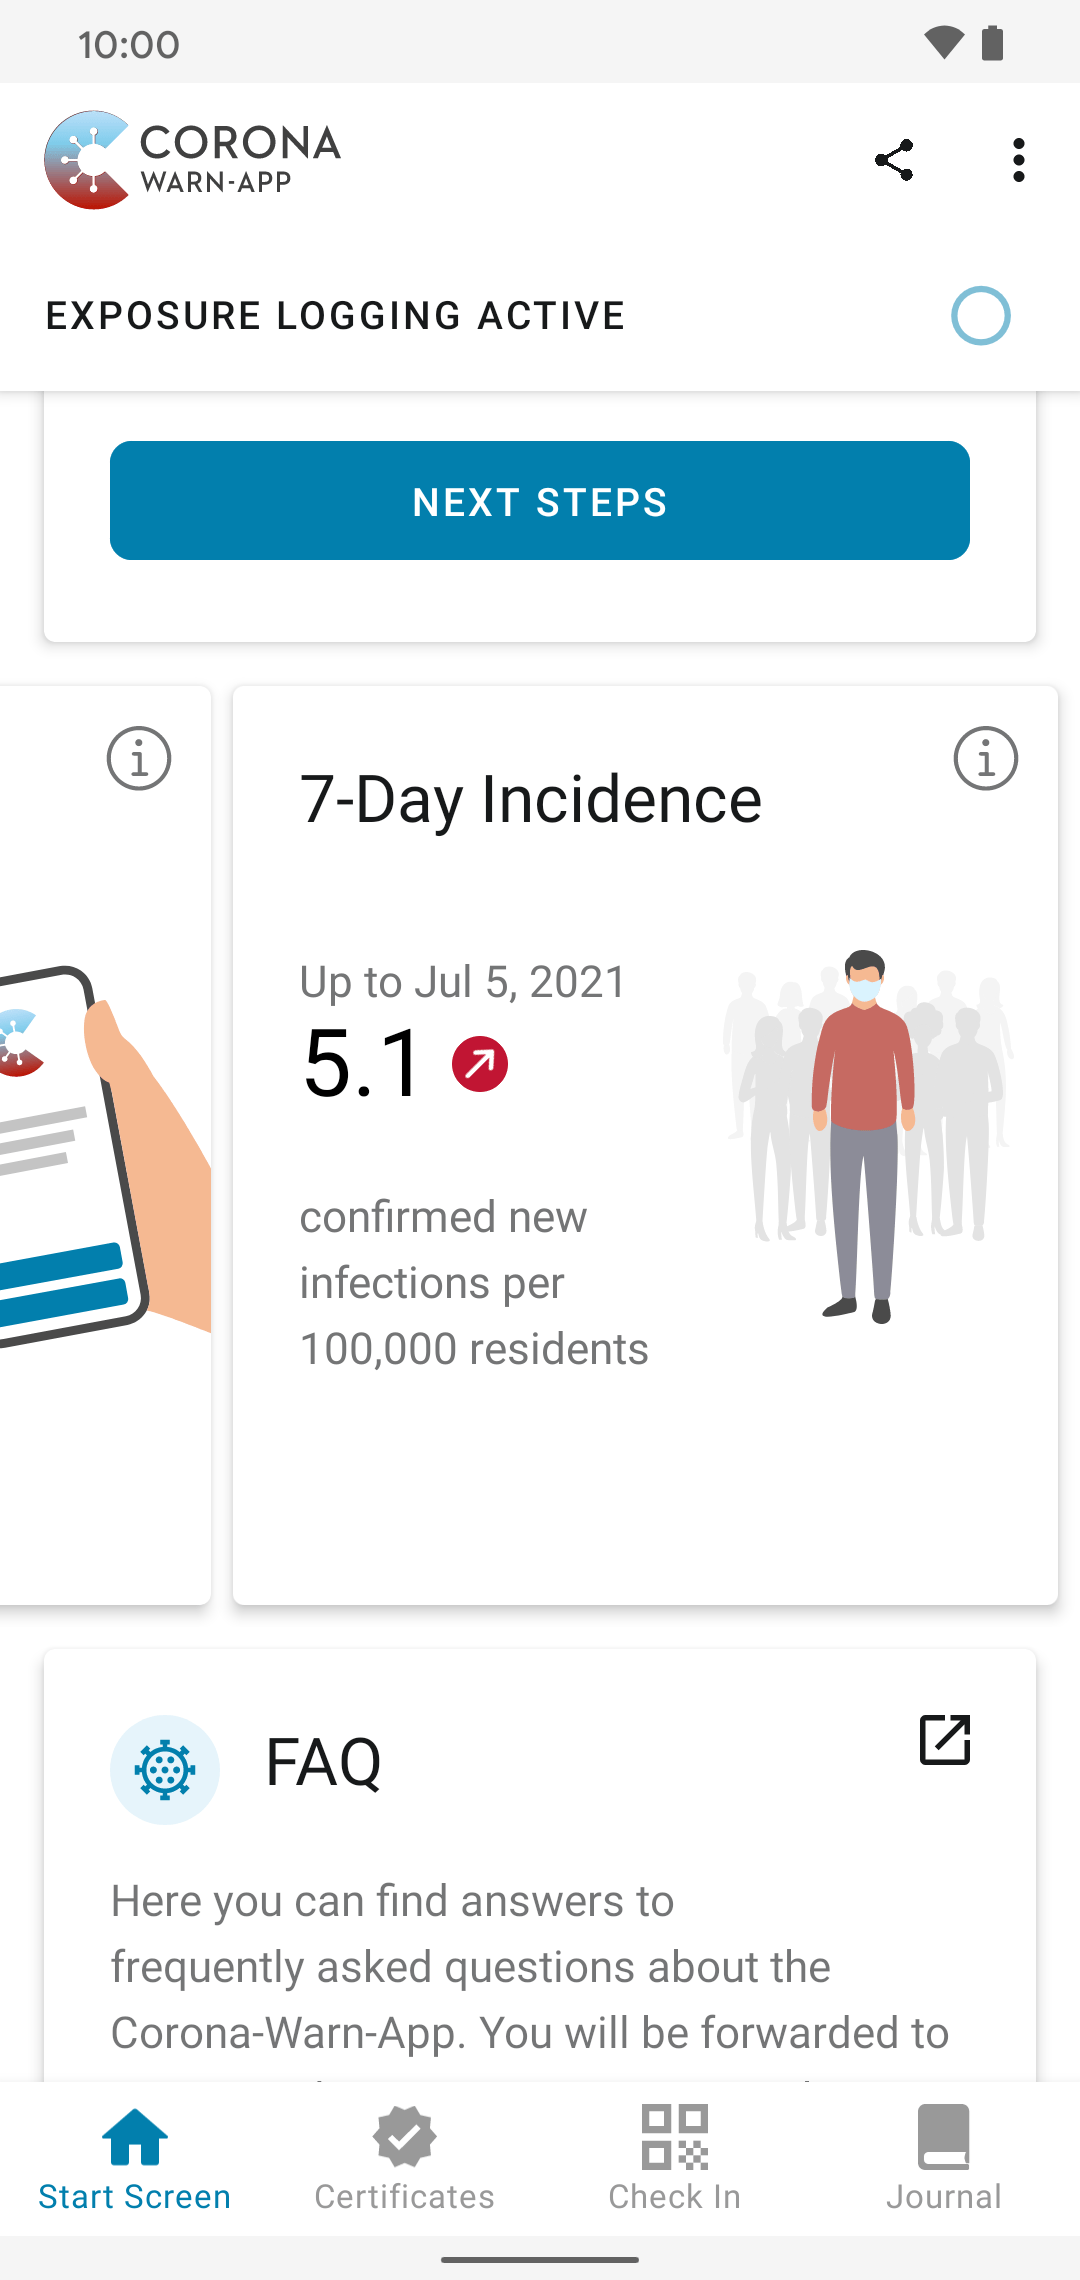 10:00
CORONA
WARN-APP
EXPOSURE LOGGING ACTIVE
NEXT STEPS
7-Day Incidence
Up to Jul 5, 2021
5.1
confirmed new
infections per
100,000 residents
FAQ
Here you can find answers to
frequently asked questions about the
Corona-Warn-App. You will be forwarded to
Start Screen
Certificates
Check In
Journal